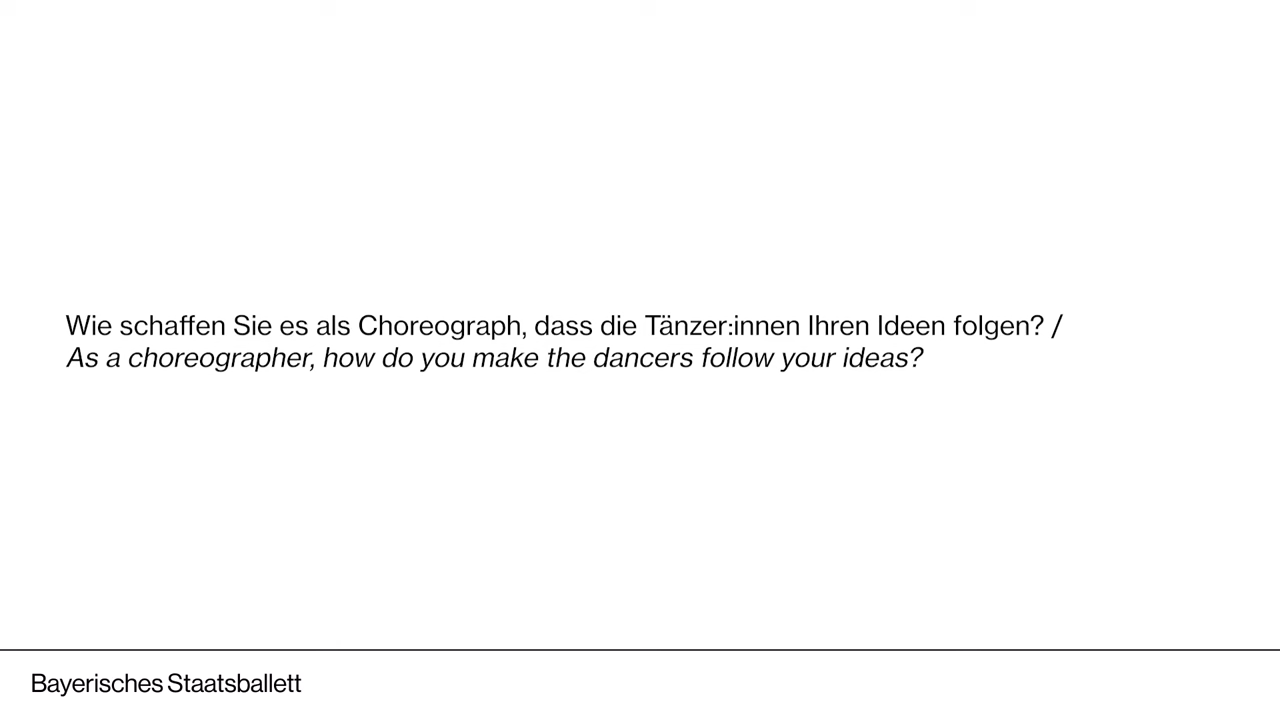 Wie schaffen Sie es als Choreograph, dass die Tänzer:innen Ihren Ideen folgen? /
As a choreographer, how do you make the dancers follow your ideas?
Bayerisches Staatsballett